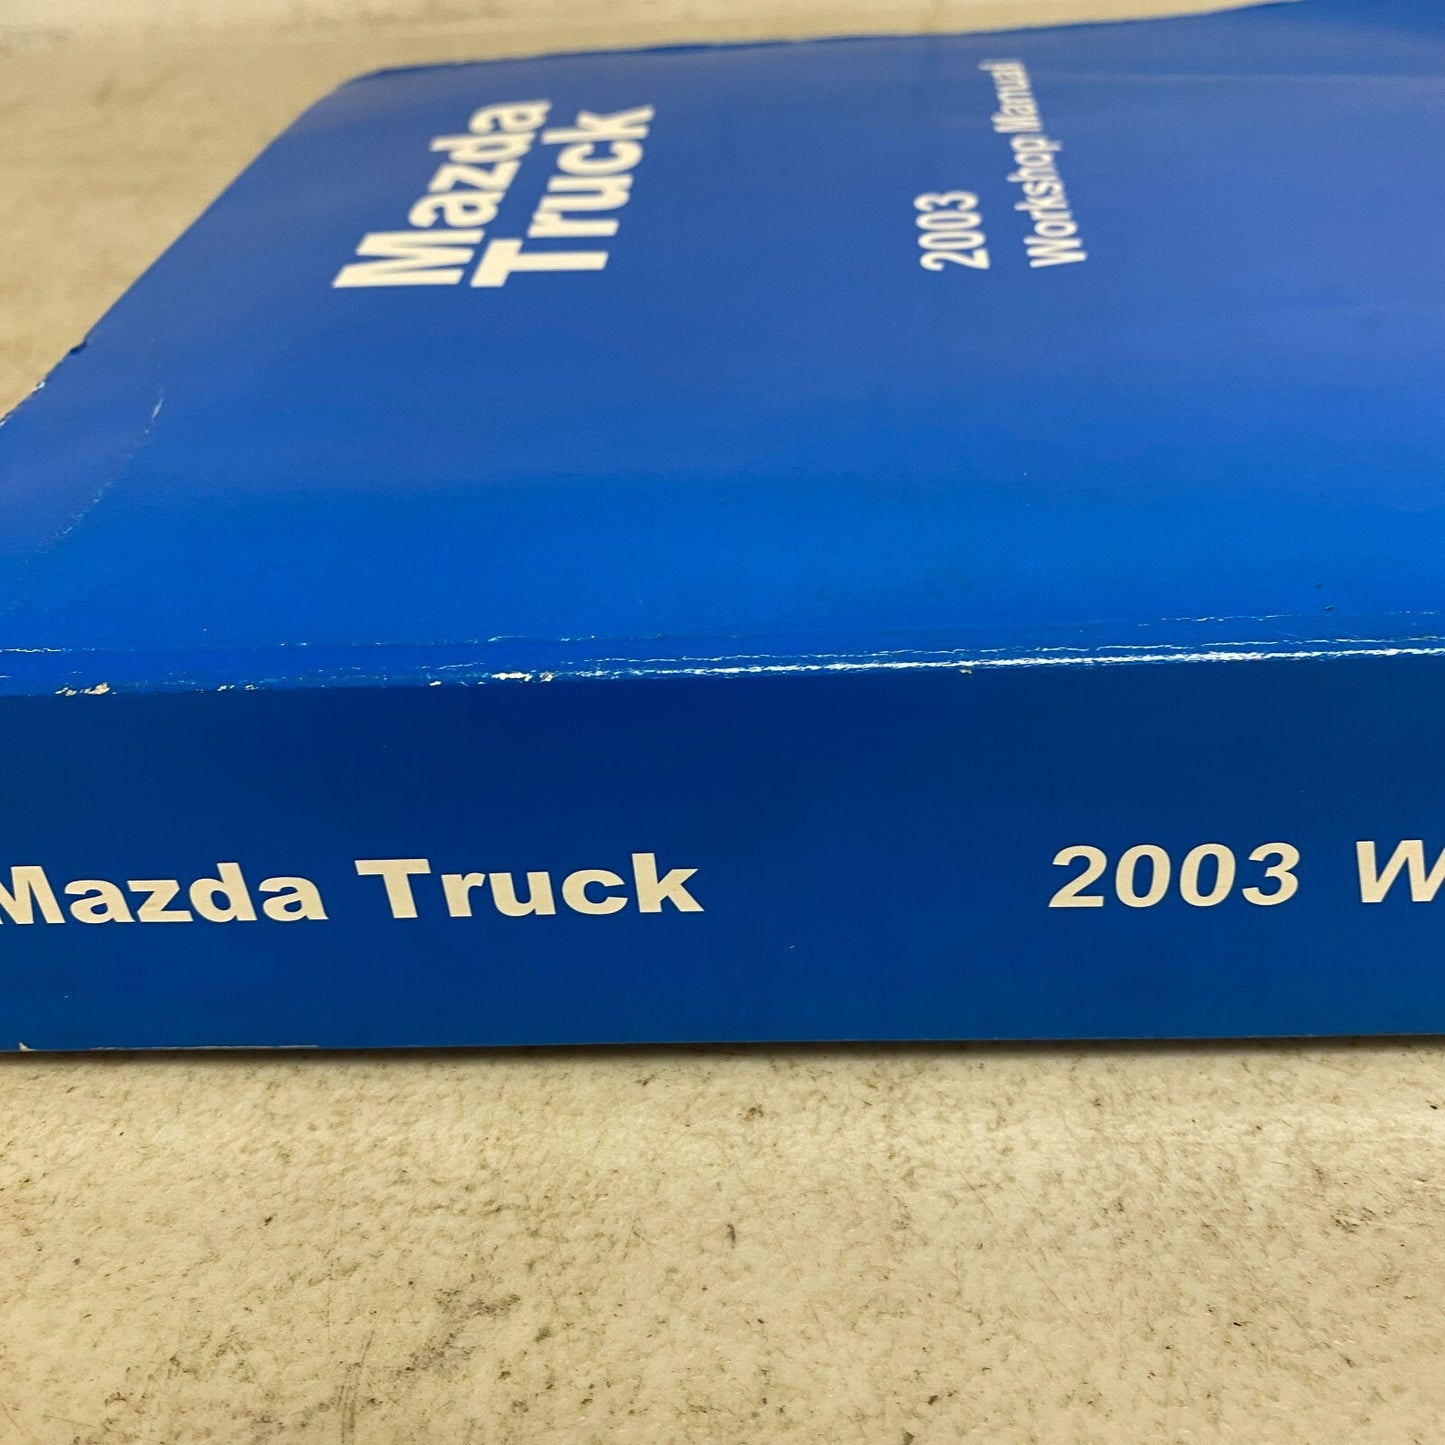 Mazda
Truck
2003
Workshop Manual
Mazda Truck 2003 W